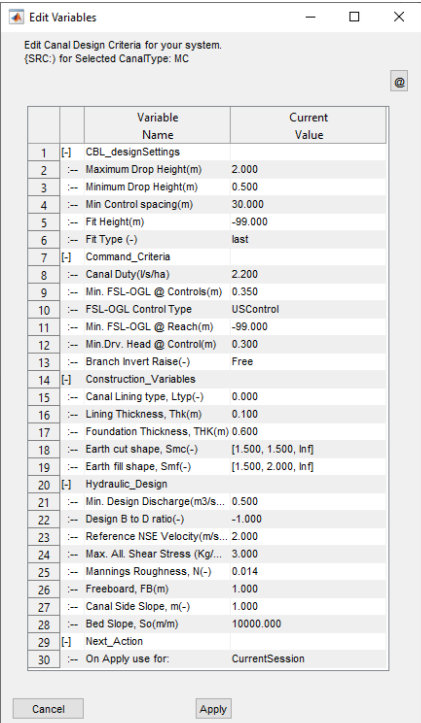 Edit Variables
Edit Canal Design Criteria for your system.
{SRC:} for Selected CanalType: MC
@
Variable Name Current Value
1 [-] CBL_designSettings
2 :-- Maximum Drop Height(m) 2.000
3 :-- Minimum Drop Height(m) 0.500
4 :-- Min Control spacing(m) 30.000
5 :-- Fit Height(m) -99.000
6 :-- Fit Type (-) last
7 [-] Command_Criteria
8 :-- Canal Duty(l/s/ha) 2.200
9 :-- Min. FSL-OGL @ Controls(m) 0.350
10 :-- FSL-OGL Control Type USControl
11 :-- Min. FSL-OGL @ Reach(m) -99.000
12 :-- Min.Drv. Head @ Control(m) 0.300
13 :-- Branch Invert Raise(-) Free
14 [-] Construction_Variables
15 :-- Canal Lining type, Ltyp(-) 0.000
16 :-- Lining Thickness, Thk(m) 0.100
17 :-- Foundation Thickness, THK(m) 0.600
18 :-- Earth cut shape, Smc(-) [1.500, 1.500, Inf]
19 :-- Earth fill shape, Smf(-) [1.500, 2.000, Inf]
20 [-] Hydraulic_Design
21 :-- Min. Design Discharge(m3/s... 0.500
22 :-- Design B to D ratio(-) -1.000
23 :-- Reference NSE Velocity(m/s... 2.000
24 :-- Max. All. Shear Stress (Kg/... 3.000
25 :-- Mannings Roughness, N(-) 0.014
26 :-- Freeboard, FB(m) 1.000
27 :-- Canal Side Slope, m(-) 1.000
28 :-- Bed Slope, So(m/m) 10000.000
29 [-] Next_Action
30 :-- On Apply use for: CurrentSession
Cancel Apply